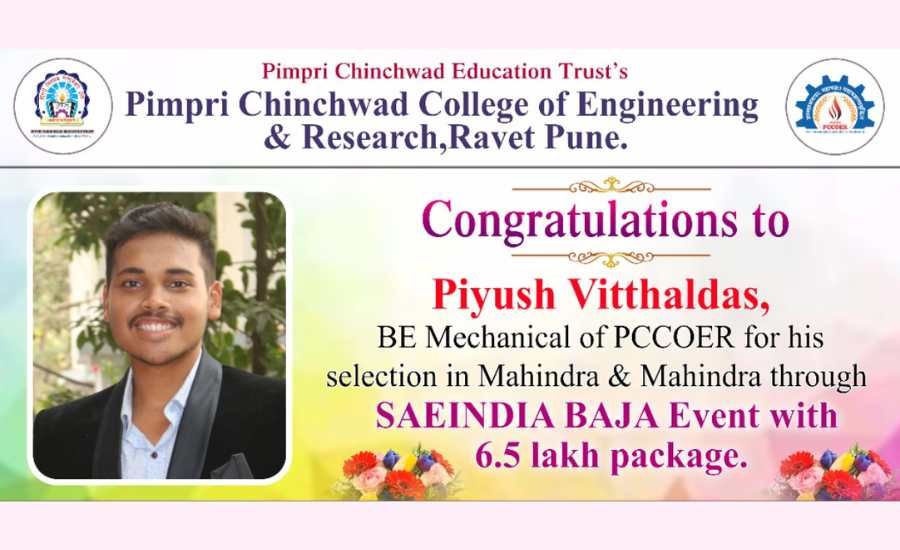 Pimpri Chinchwad Education Trust's
Pimpri Chinchwad College of Engineering
& Research,Ravet Pune.
PCCOER
Congratulations to
Piyush Vitthaldas,
BE Mechanical of PCCOER for his
selection in Mahindra & Mahindra through
SAEINDIA BAJA Event with
6.5 lakh package.